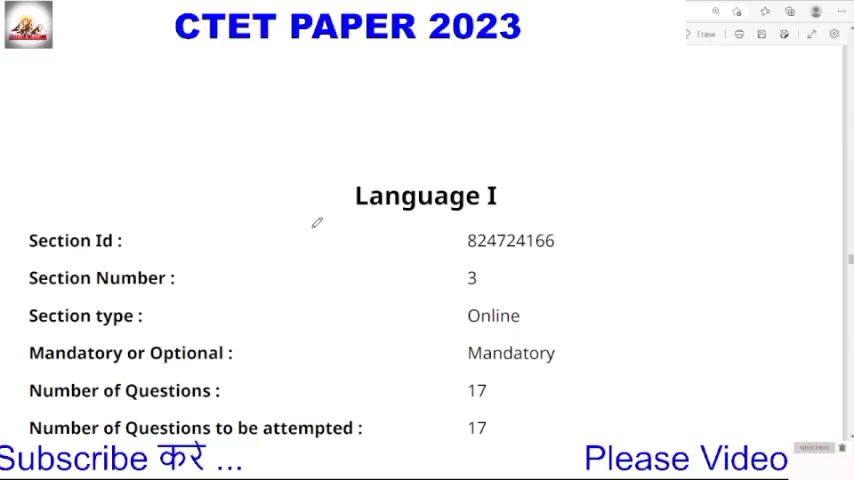 CTET PAPER 2023
Erase
Language I
Section Id : 824724166
Section Number : 3
Section type : Online
Mandatory or Optional : Mandatory
Number of Questions : 17
Number of Questions to be attempted : 17
Subscribe करे ... Please Video